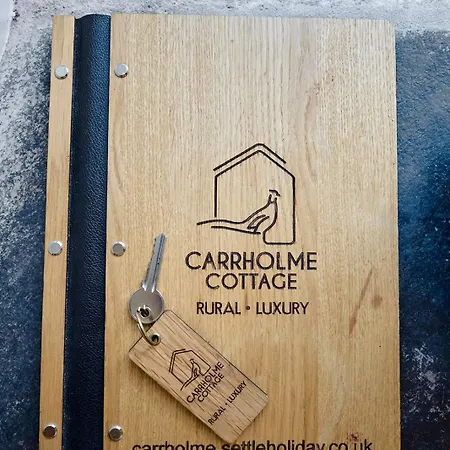 CARRHOLME
COTTAGE
RURAL • LUXURY
CARRHOLME
COTTAGE
RURAL • LUXURY
carrholme.settleholiday.co.uk